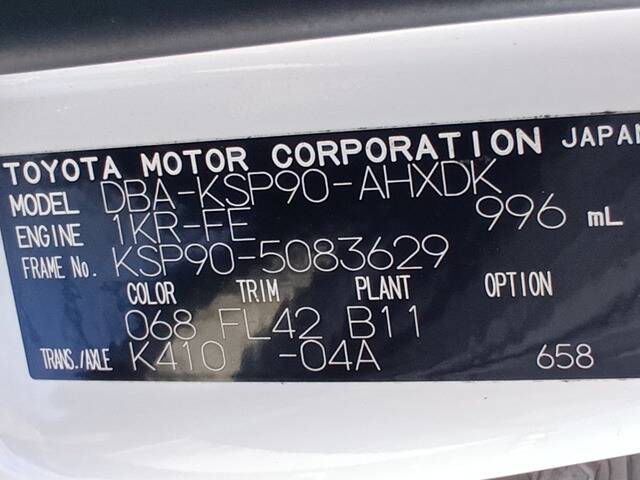 TOYOTA MOTOR CORPORATION JAPAN
MODEL DBA-KSP90-AHXDK
ENGINE 1KR-FE 996 mL
FRAME No. KSP90-5083629
COLOR TRIM PLANT OPTION
068 FL42 B11
TRANS./AXLE K410 -04A 658